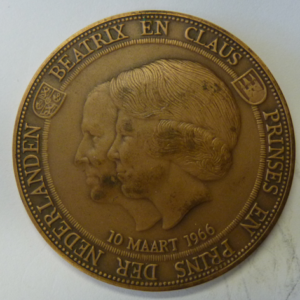 BEATRIX EN CLAUS
PRINSES EN PRINS DER NEDERLANDEN
10 MAART 1966